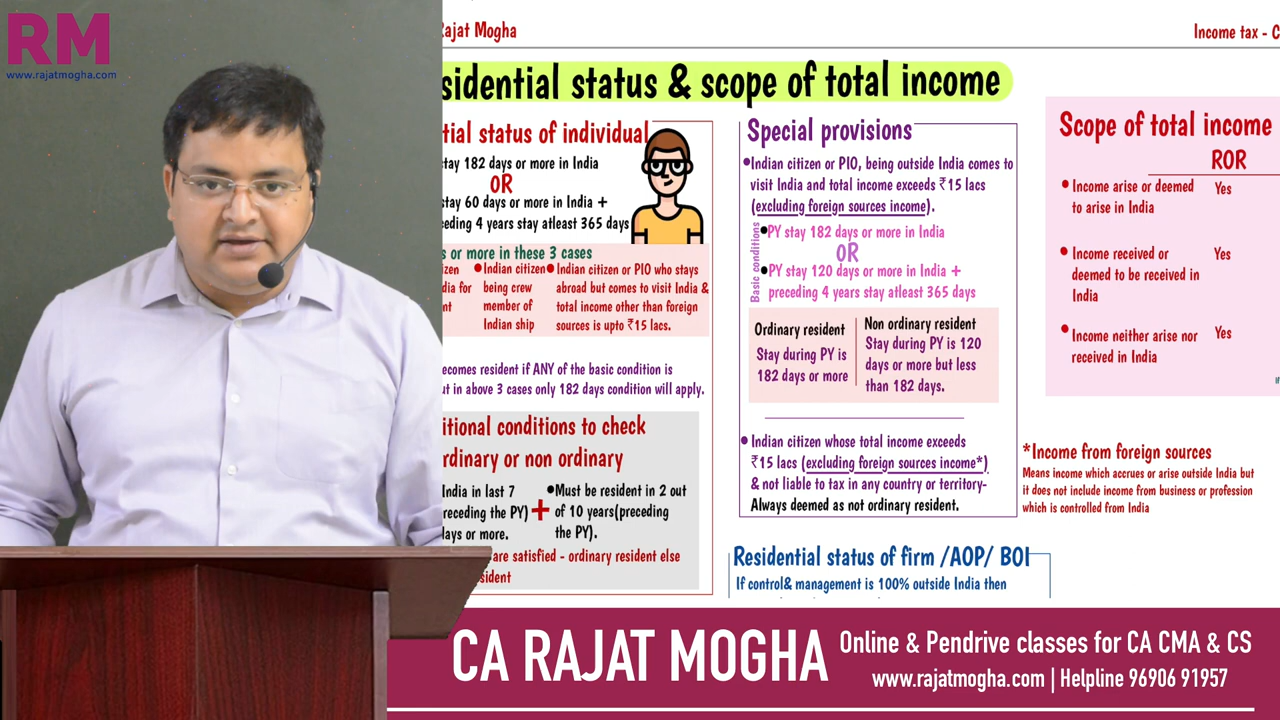 RM
www.rajatmogha.com
Rajat Mogha
Income tax - C
sidential status & scope of total income
tial status of individual
stay 182 days or more in India
OR
stay 60 days or more in India +
ceding 4 years stay atleast 365 days
s or more in these 3 cases
izen
dia for
nt
Indian citizen
being crew
member of
Indian ship
Indian citizen or PIO who stays
abroad but comes to visit India &
total income other than foreign
sources is upto ₹15 lacs.
ecomes resident if ANY of the basic condition is
ut in above 3 cases only 182 days condition will apply.
itional conditions to check
rdinary or non ordinary
India in last 7
receding the PY)
days or more.
+
Must be resident in 2 out
of 10 years(preceding
the PY).
are satisfied - ordinary resident else
sident
Special provisions
Indian citizen or PIO, being outside India comes to
visit India and total income exceeds ₹15 lacs
(excluding foreign sources income).
Basic conditions
PY stay 182 days or more in India
OR
PY stay 120 days or more in India +
preceding 4 years stay atleast 365 days
Ordinary resident
Stay during PY is
182 days or more
Non ordinary resident
Stay during PY is 120
days or more but less
than 182 days.
Indian citizen whose total income exceeds
₹15 lacs (excluding foreign sources income*)
& not liable to tax in any country or territory-
Always deemed as not ordinary resident.
Residential status of firm /AOP/ BOI
If control& management is 100% outside India then
Scope of total income
ROR
Income arise or deemed
to arise in India
Yes
Income received or
deemed to be received in
India
Yes
Income neither arise nor
received in India
Yes
*Income from foreign sources
Means income which accrues or arise outside India but
it does not include income from business or profession
which is controlled from India
CA RAJAT MOGHA
Online & Pendrive classes for CA CMA & CS
www.rajatmogha.com | Helpline 96906 91957